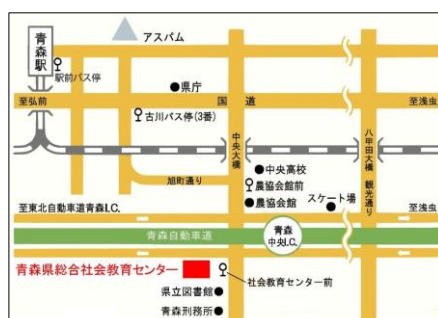 アスパム
青森駅
駅前バス停
県庁
至弘前
国道
至浅虫
古川バス停(3番)
中央大橋
八甲田大橋 観光通り
中央高校
旭町通り
農協会館前
農協会館
スケート場
至東北自動車道青森I.C.
至浅虫
青森自動車道
青森
中央I.C.
青森県総合社会教育センター
社会教育センター前
県立図書館
青森刑務所